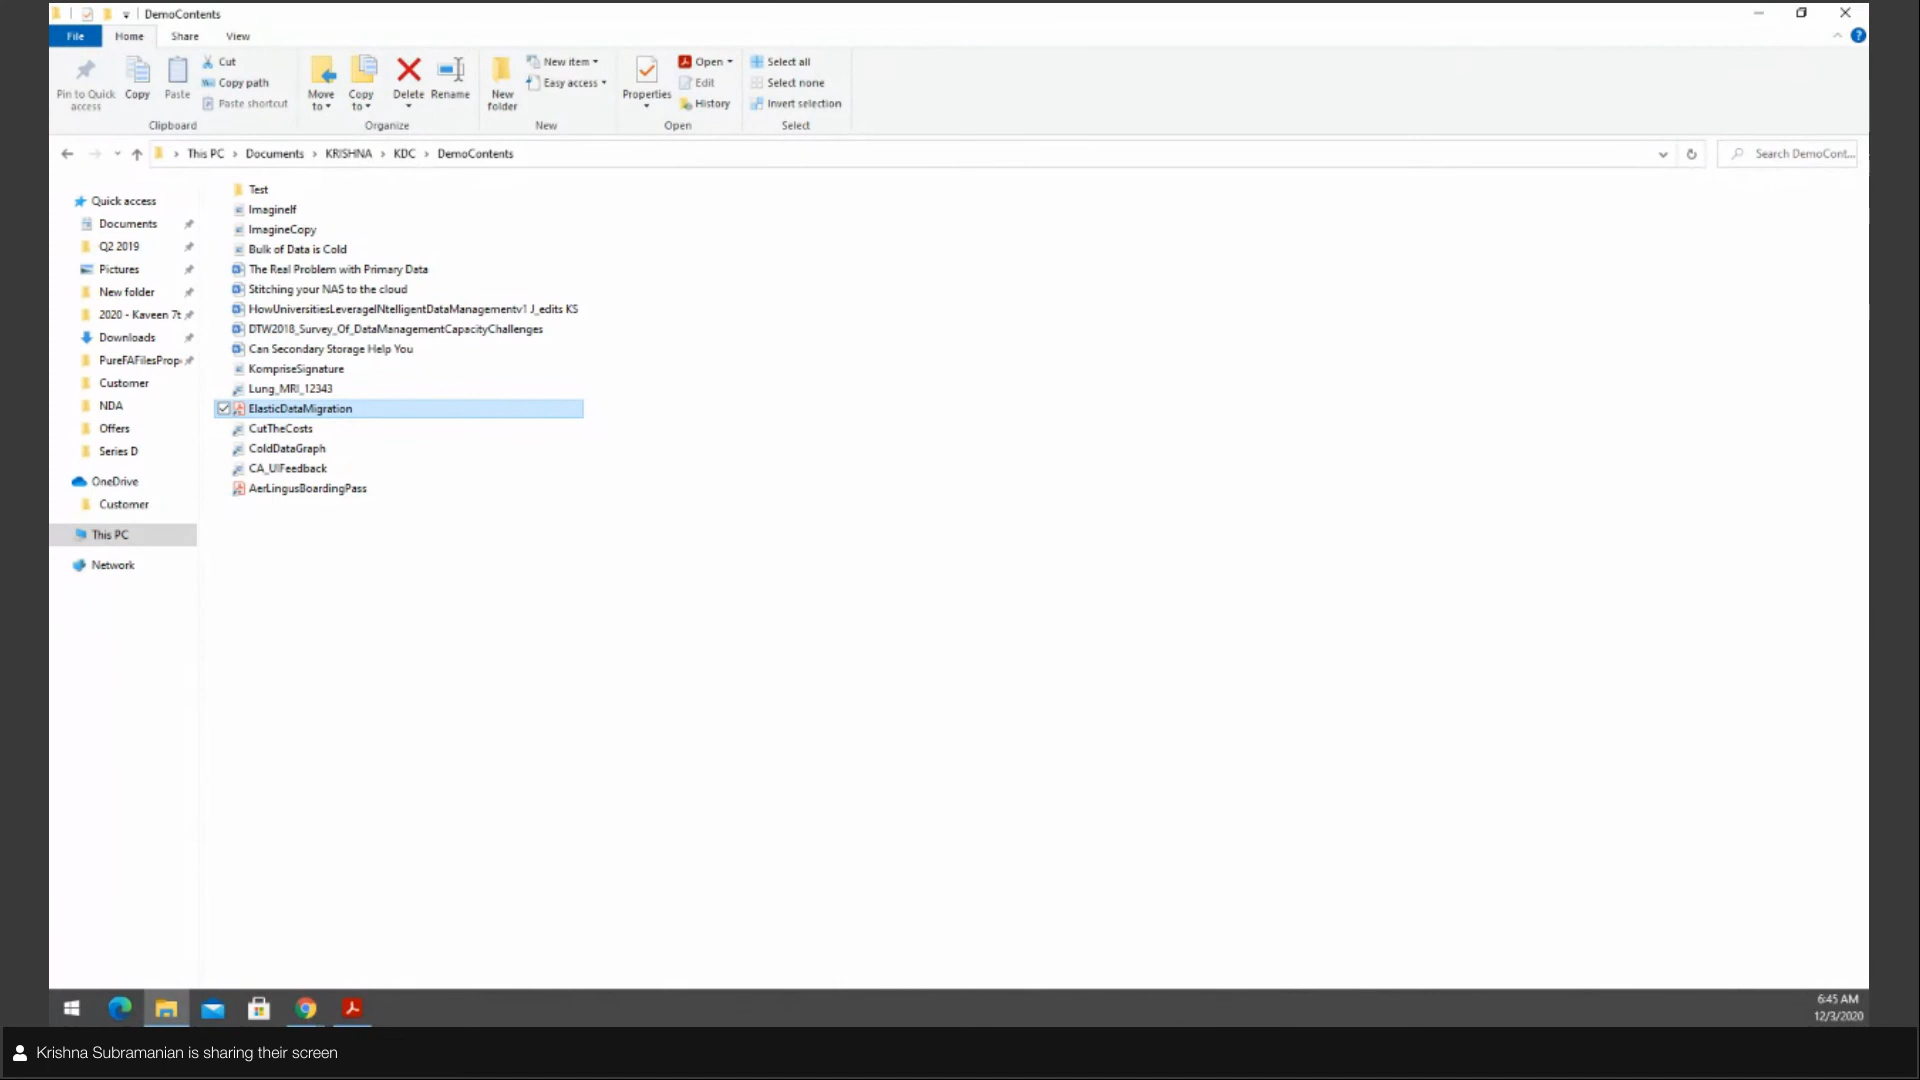 DemoContents
File Home Share View
Pin to Quick access Copy Paste Cut Copy path Paste shortcut Move to Copy to Delete Rename New folder New item Easy access Properties Open Edit History Select all Select none Invert selection
Clipboard Organize New Open Select
This PC > Documents > KRISHNA > KDC > DemoContents Search DemoCont...
Quick access
Documents
Q2 2019
Pictures
New folder
2020 - Kaveen 7t
Downloads
PureFAFilesProp
Customer
NDA
Offers
Series D
OneDrive
Customer
This PC
Network
Test
ImagineIf
ImagineCopy
Bulk of Data is Cold
The Real Problem with Primary Data
Stitching your NAS to the cloud
HowUniversitiesLeverageINtelligentDataManagementv1 J_edits KS
DTW2018_Survey_Of_DataManagementCapacityChallenges
Can Secondary Storage Help You
KompriseSignature
Lung_MRI_12343
ElasticDataMigration
CutTheCosts
ColdDataGraph
CA_UIFeedback
AerLingusBoardingPass
6:45 AM
12/3/2020
Krishna Subramanian is sharing their screen